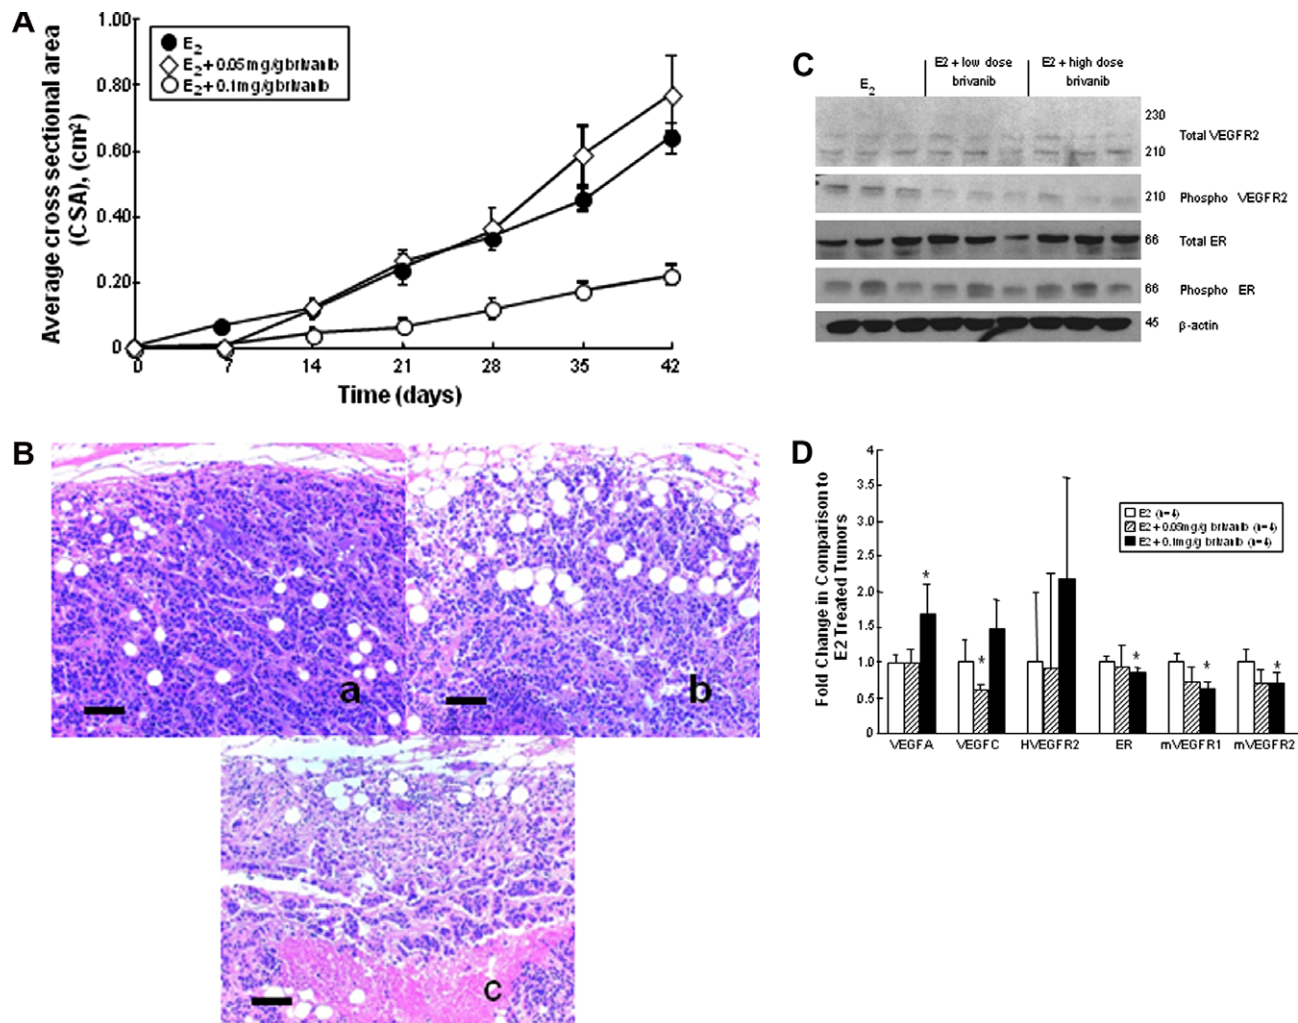 A
Average cross sectional area
(CSA), (cm²)
1.00
0.80
0.60
0.40
0.20
0
E₂
E₂ + 0.05mg/g brivanib
E₂ + 0.1mg/g brivanib
0 7 14 21 28 35 42
Time (days)
B
a
b
c
C
E₂
E2 + low dose
brivanib
E2 + high dose
brivanib
230
210
Total VEGFR2
210 Phospho VEGFR2
66 Total ER
66 Phospho ER
45 β-actin
D
Fold Change in Comparison to
E2 Treated Tumors
4
3.5
3.0
2.5
2.0
1.5
1.0
0.5
0
E2 (n=4)
E2 + 0.05mg/g brivanib (n=4)
E2 + 0.1mg/g brivanib (n=4)
* * * * *
VEGFA VEGFC HVEGFR2 ER mVEGFR1 mVEGFR2